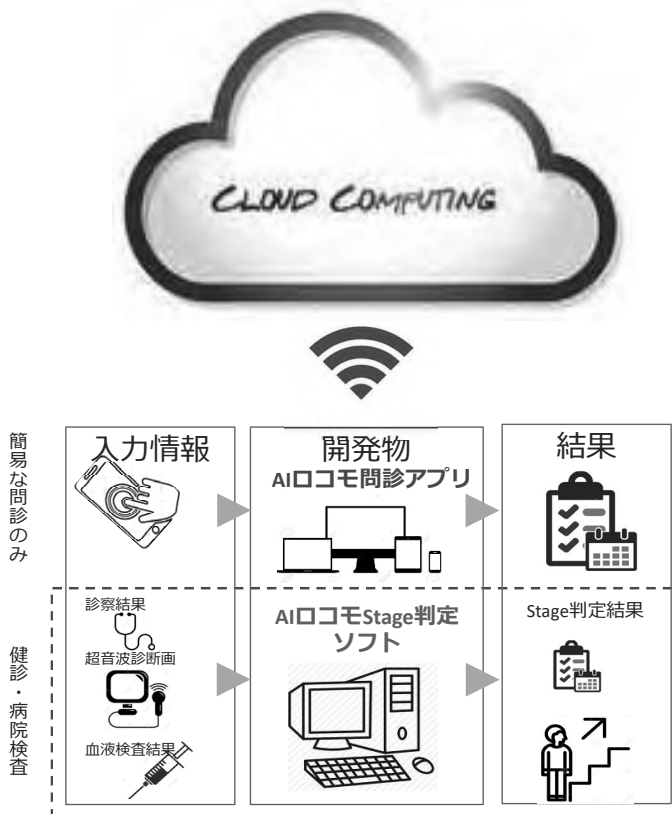 CLOUD COMPUTING
簡易な問診のみ
入力情報
開発物
AIロコモ問診アプリ
結果
健診・病院検査
診察結果
超音波診断画
血液検査結果
AIロコモStage判定
ソフト
Stage判定結果